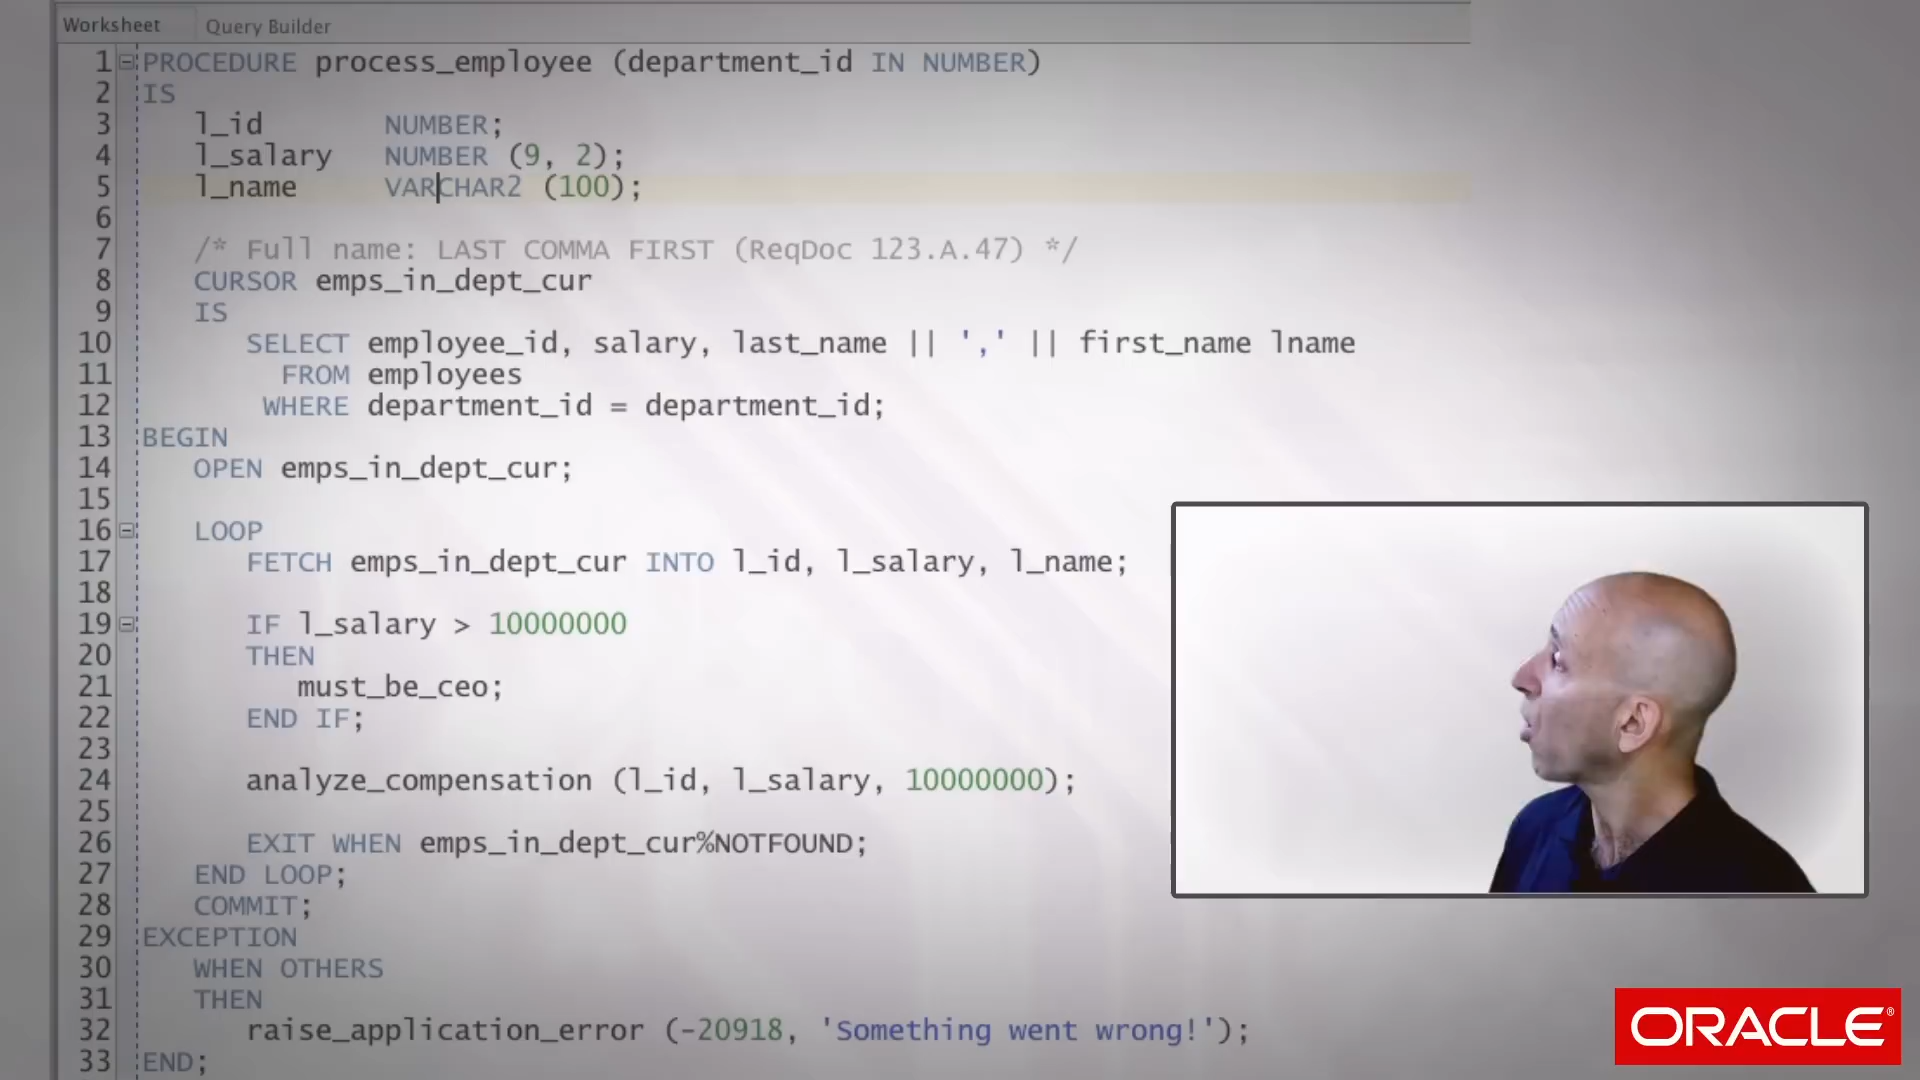 Worksheet Query Builder
1 PROCEDURE process_employee (department_id IN NUMBER)
2 IS
3 l_id NUMBER;
4 l_salary NUMBER (9, 2);
5 l_name VARCHAR2 (100);
6
7 /* Full name: LAST COMMA FIRST (ReqDoc 123.A.47) */
8 CURSOR emps_in_dept_cur
9 IS
10 SELECT employee_id, salary, last_name || ',' || first_name lname
11 FROM employees
12 WHERE department_id = department_id;
13 BEGIN
14 OPEN emps_in_dept_cur;
15
16 LOOP
17 FETCH emps_in_dept_cur INTO l_id, l_salary, l_name;
18
19 IF l_salary > 10000000
20 THEN
21 must_be_ceo;
22 END IF;
23
24 analyze_compensation (l_id, l_salary, 10000000);
25
26 EXIT WHEN emps_in_dept_cur%NOTFOUND;
27 END LOOP;
28 COMMIT;
29 EXCEPTION
30 WHEN OTHERS
31 THEN
32 raise_application_error (-20918, 'Something went wrong!');
33 END;
ORACLE®